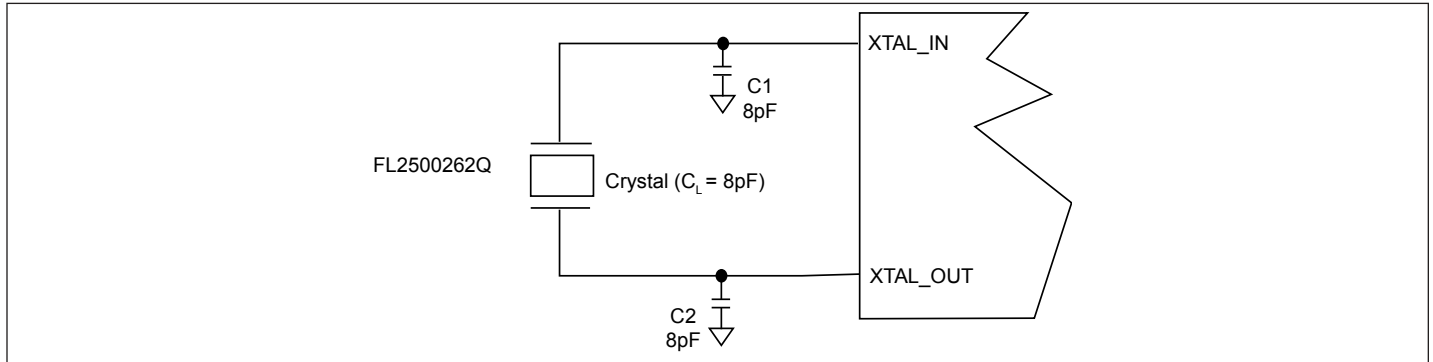 XTAL_IN
C1
8pF
FL2500262Q
Crystal (CL = 8pF)
XTAL_OUT
C2
8pF